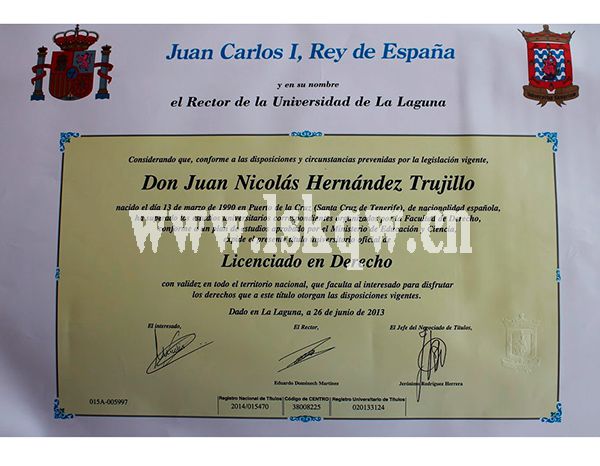 Juan Carlos I, Rey de España
y en su nombre
el Rector de la Universidad de La Laguna
Considerando que, conforme a las disposiciones y circunstancias prevenidas por la legislación vigente,
Don Juan Nicolás Hernández Trujillo
nacido el día 13 de marzo de 1990 en Puerto de la Cruz (Santa Cruz de Tenerife), de nacionalidad española,
ha superado los estudios universitarios correspondientes organizados por la Facultad de Derecho,
conforme a un plan de estudios aprobado por el Ministerio de Educación y Ciencia,
expide el presente título universitario oficial de
www.lskqw.cn
Licenciado en Derecho
con validez en todo el territorio nacional, que faculta al interesado para disfrutar
los derechos que a este título otorgan las disposiciones vigentes.
Dado en La Laguna, a 26 de junio de 2013
El interesado, El Rector, El Jefe del Negociado de Títulos,
Eduardo Doménech Martínez Jerónimo Rodríguez Herrera
015A-005997
Registro Nacional de Títulos Código de CENTRO Registro Universitario de Títulos
2014/015470 38008225 020133124